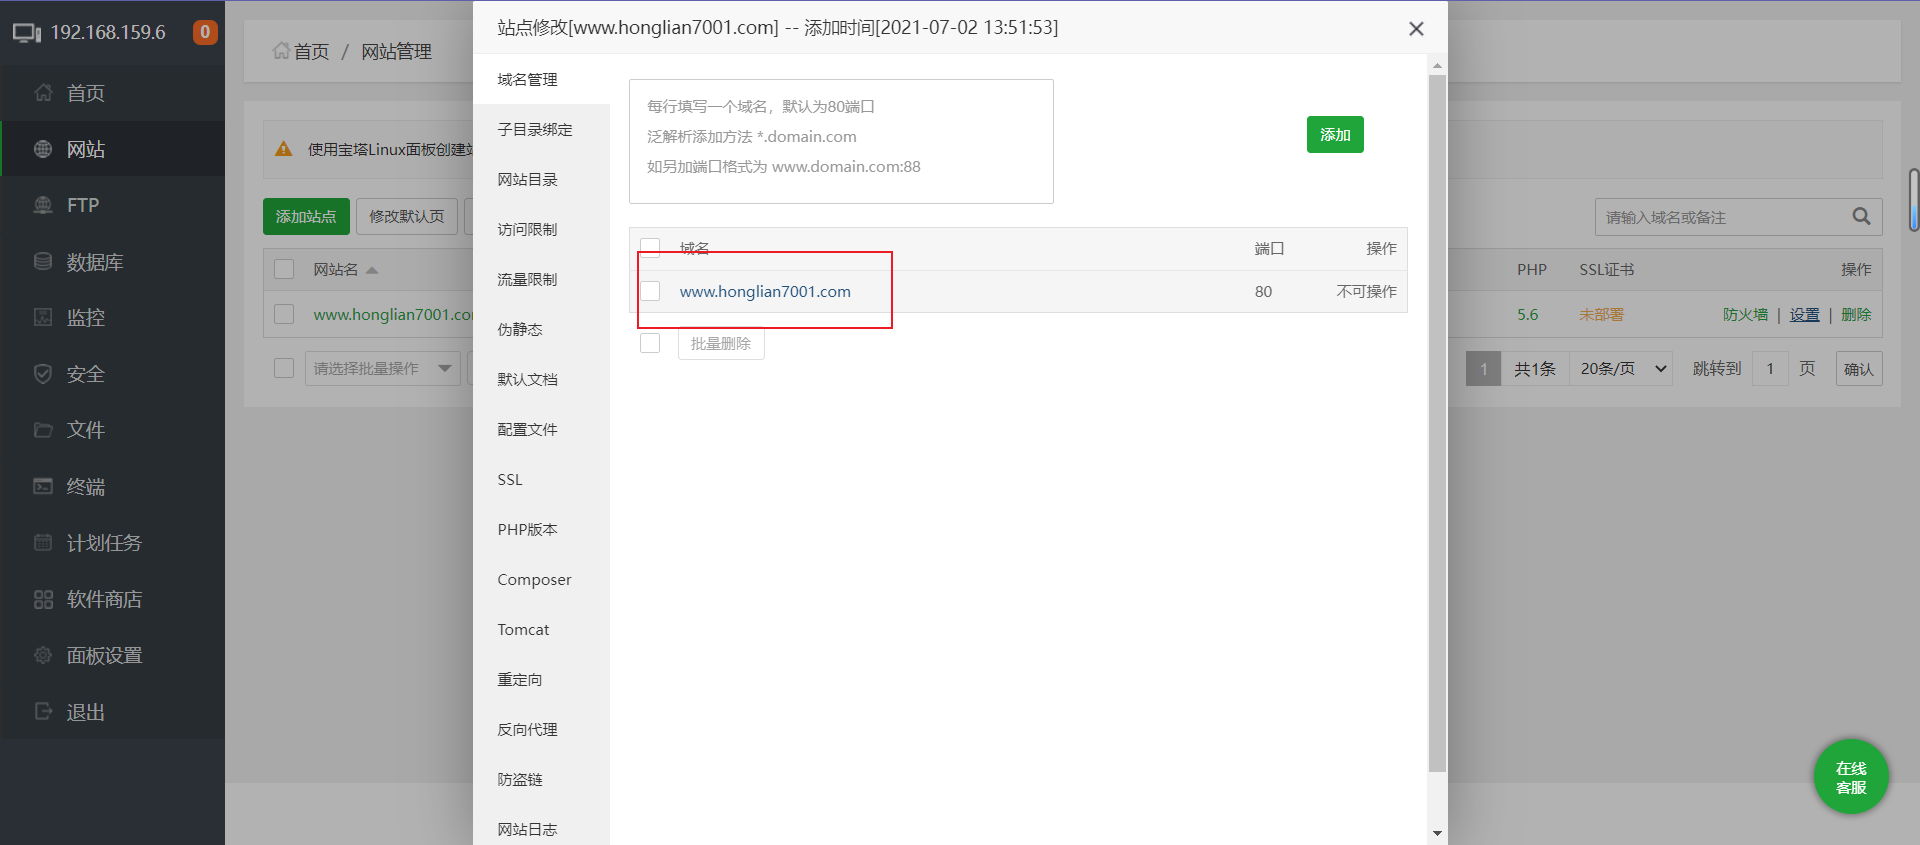 192.168.159.6
0
首页
网站
FTP
数据库
监控
安全
文件
终端
计划任务
软件商店
面板设置
退出
首页 / 网站管理
使用宝塔Linux面板创建站
添加站点
修改默认页
网站名
www.honglian7001.co
请选择批量操作
站点修改[www.honglian7001.com] -- 添加时间[2021-07-02 13:51:53]
域名管理
子目录绑定
网站目录
访问限制
流量限制
伪静态
默认文档
配置文件
SSL
PHP版本
Composer
Tomcat
重定向
反向代理
防盗链
网站日志
每行填写一个域名，默认为80端口
泛解析添加方法 *.domain.com
如另加端口格式为 www.domain.com:88
添加
域名 端口 操作
www.honglian7001.com 80 不可操作
批量删除
请输入域名或备注
PHP SSL证书 操作
5.6 未部署 防火墙 | 设置 | 删除
1 共1条 20条/页 跳转到 1 页 确认
在线
客服